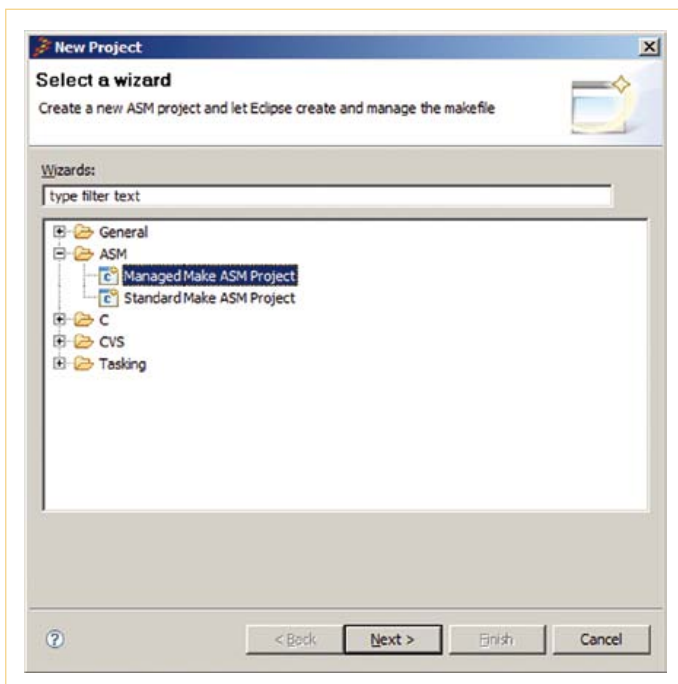 New Project
Select a wizard
Create a new ASM project and let Eclipse create and manage the makefile
Wizards:
type filter text
General
ASM
Managed Make ASM Project
Standard Make ASM Project
C
CVS
Tasking
< Back Next > Finish Cancel